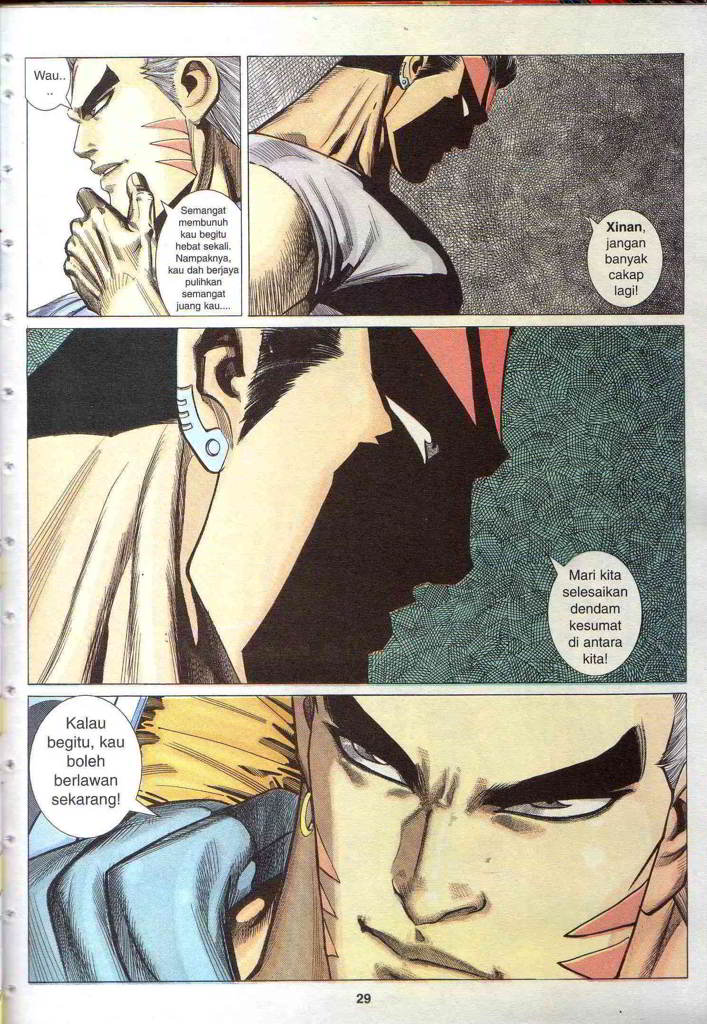 Wau..
..
Semangat
membunuh
kau begitu
hebat sekali.
Nampaknya,
kau dah berjaya
pulihkan
semangat
juang kau....
Xinan,
jangan
banyak
cakap
lagi!
Mari kita
selesaikan
dendam
kesumat
di antara
kita!
Kalau
begitu, kau
boleh
berlawan
sekarang!
29